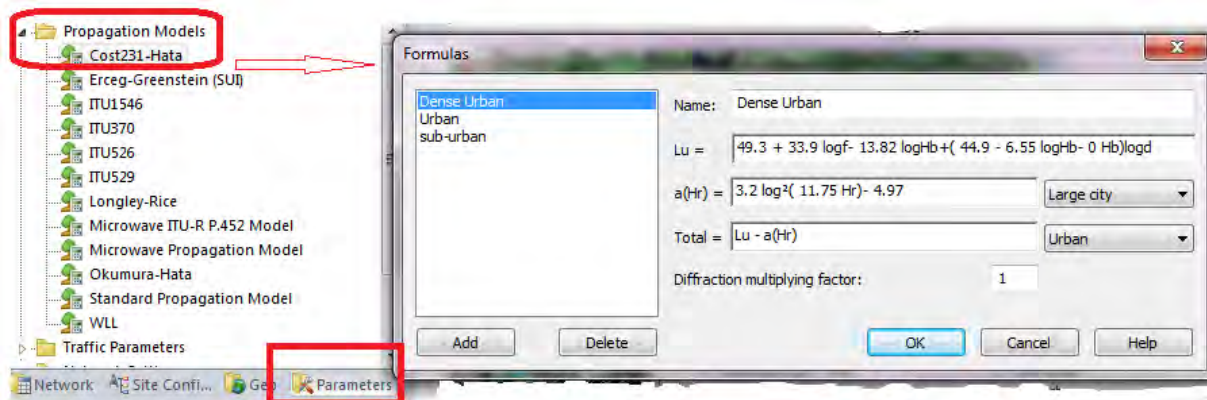 Propagation Models
Cost231-Hata
Erceg-Greenstein (SUI)
ITU1546
ITU370
ITU526
ITU529
Longley-Rice
Microwave ITU-R P.452 Model
Microwave Propagation Model
Okumura-Hata
Standard Propagation Model
WLL
Traffic Parameters
Network
Site Confi...
Geo
Parameters
Formulas
Dense Urban
Urban
sub-urban
Add
Delete
Name: Dense Urban
Lu = 49.3 + 33.9 logf- 13.82 logHb+( 44.9 - 6.55 logHb- 0 Hb)logd
a(Hr) = 3.2 log²( 11.75 Hr)- 4.97 Large city
Total = Lu - a(Hr) Urban
Diffraction multiplying factor: 1
OK
Cancel
Help